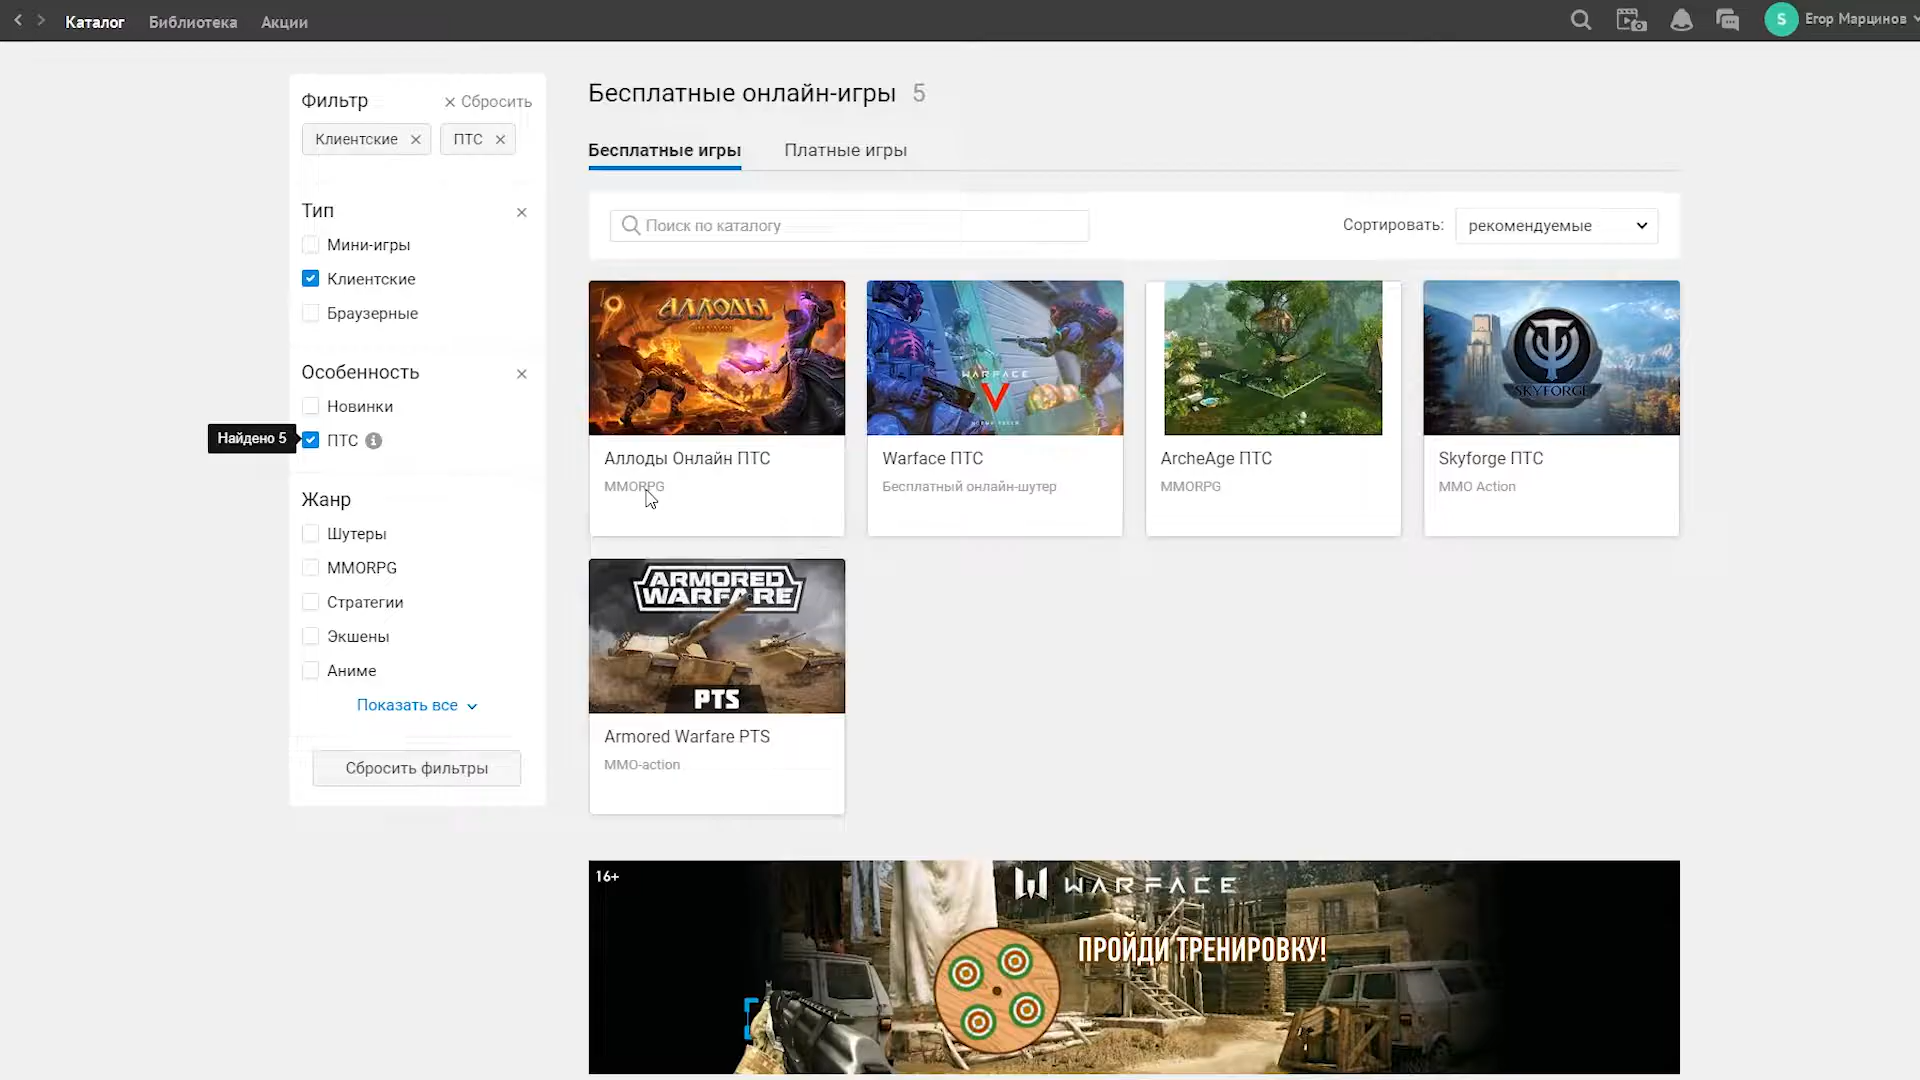 Каталог
Библиотека
Акции
S
Егор Марцинов
Фильтр
Сбросить
Клиентские
ПТС
Тип
Мини-игры
Клиентские
Браузерные
Особенность
Новинки
Найдено 5
ПТС
Жанр
Шутеры
MMORPG
Стратегии
Экшены
Аниме
Показать все
Сбросить фильтры
Бесплатные онлайн-игры 5
Бесплатные игры
Платные игры
Поиск по каталогу
Сортировать:
рекомендуемые
АЛЛОДЫ
Аллоды Онлайн ПТС
MMORPG
WARFACE
Warface ПТС
Бесплатный онлайн-шутер
ArcheAge ПТС
MMORPG
SKYFORGE
Skyforge ПТС
MMO Action
ARMORED
WARFARE
PTS
Armored Warfare PTS
MMO-action
16+
WARFACE
ПРОЙДИ ТРЕНИРОВКУ!